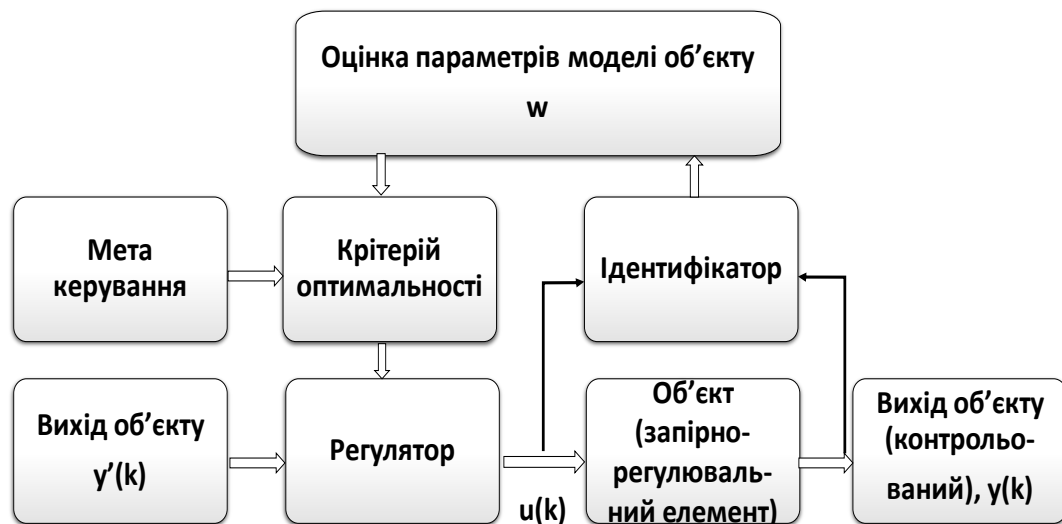 Оцінка параметрів моделі об’єкту
w
Мета
керування
Крітерій
оптимальності
Ідентифікатор
Вихід об’єкту
y’(k)
Регулятор
u(k)
Об’єкт
(запірно-
регулюваль-
ний елемент)
Вихід об’єкту
(контрольо-
ваний), y(k)